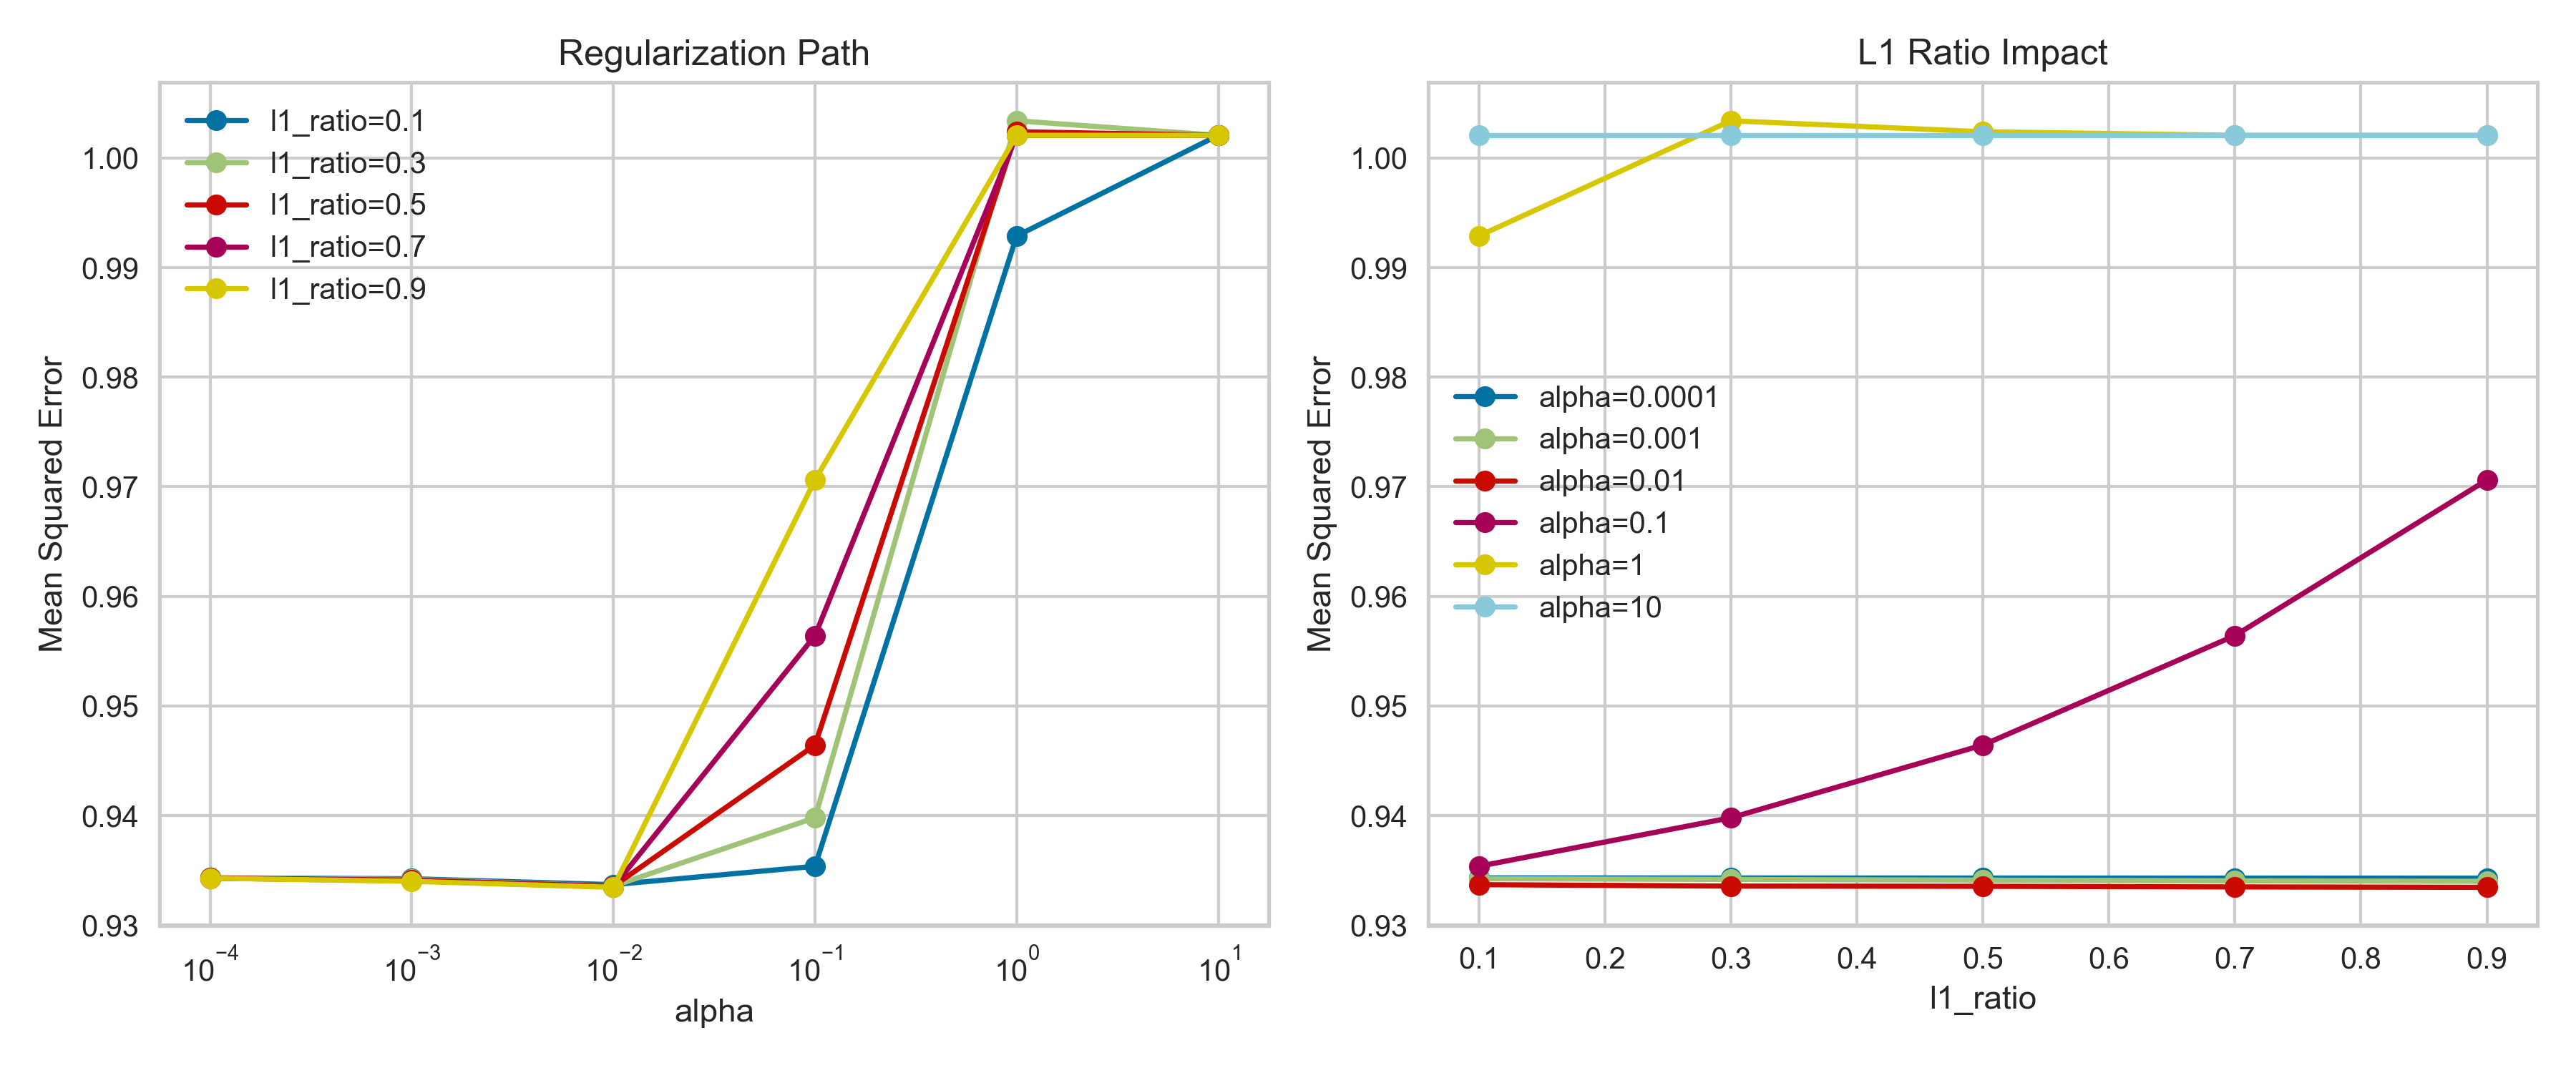 Regularization Path
l1_ratio=0.1
l1_ratio=0.3
l1_ratio=0.5
l1_ratio=0.7
l1_ratio=0.9
Mean Squared Error
1.00
0.99
0.98
0.97
0.96
0.95
0.94
0.93
10⁻⁴ 10⁻³ 10⁻² 10⁻¹ 10⁰ 10¹
alpha
L1 Ratio Impact
alpha=0.0001
alpha=0.001
alpha=0.01
alpha=0.1
alpha=1
alpha=10
Mean Squared Error
1.00
0.99
0.98
0.97
0.96
0.95
0.94
0.93
0.1 0.2 0.3 0.4 0.5 0.6 0.7 0.8 0.9
l1_ratio